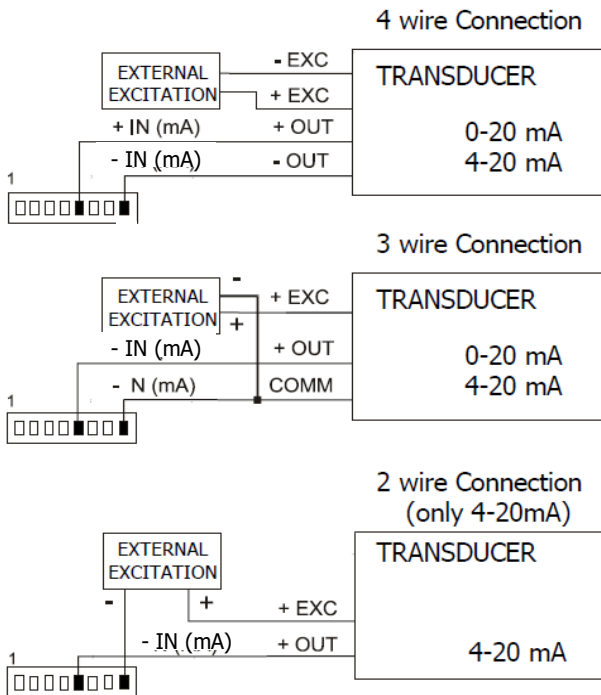 4 wire Connection
EXTERNAL
EXCITATION
- EXC
+ EXC
TRANSDUCER
+ IN (mA)
+ OUT
0-20 mA
- IN (mA)
- OUT
4-20 mA
1
3 wire Connection
EXTERNAL
EXCITATION
-
+
+ EXC
TRANSDUCER
- IN (mA)
+ OUT
0-20 mA
- N (mA)
COMM
4-20 mA
1
2 wire Connection
(only 4-20mA)
EXTERNAL
EXCITATION
TRANSDUCER
-
+
+ EXC
- IN (mA)
+ OUT
4-20 mA
1